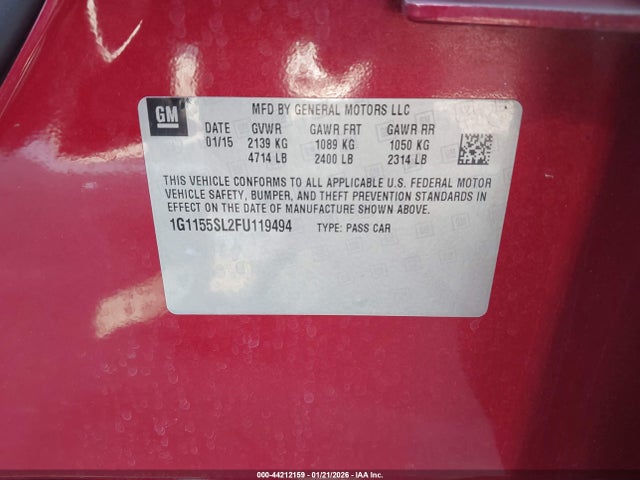 GM
MFD BY GENERAL MOTORS LLC
DATE GVWR GAWR FRT GAWR RR
01/15 2139 KG 1089 KG 1050 KG
4714 LB 2400 LB 2314 LB
THIS VEHICLE CONFORMS TO ALL APPLICABLE U.S. FEDERAL MOTOR
VEHICLE SAFETY, BUMPER, AND THEFT PREVENTION STANDARDS IN
EFFECT ON THE DATE OF MANUFACTURE SHOWN ABOVE.
1G1155SL2FU119494 TYPE: PASS CAR
000-44212159 | 01/21/2026 - IAA Inc.